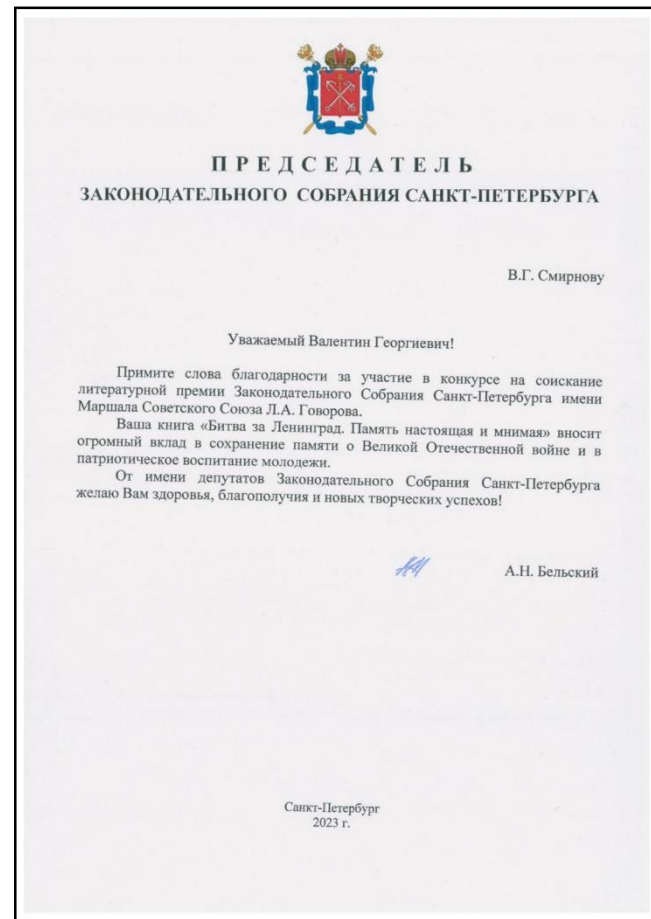 ПРЕДСЕДАТЕЛЬ
ЗАКОНОДАТЕЛЬНОГО СОБРАНИЯ САНКТ-ПЕТЕРБУРГА
В.Г. Смирнову
Уважаемый Валентин Георгиевич!
Примите слова благодарности за участие в конкурсе на соискание
литературной премии Законодательного Собрания Санкт-Петербурга имени
Маршала Советского Союза Л.А. Говорова.
Ваша книга «Битва за Ленинград. Память настоящая и мнимая» вносит
огромный вклад в сохранение памяти о Великой Отечественной войне и в
патриотическое воспитание молодежи.
От имени депутатов Законодательного Собрания Санкт-Петербурга
желаю Вам здоровья, благополучия и новых творческих успехов!
А.Н. Бельский
Санкт-Петербург
2023 г.